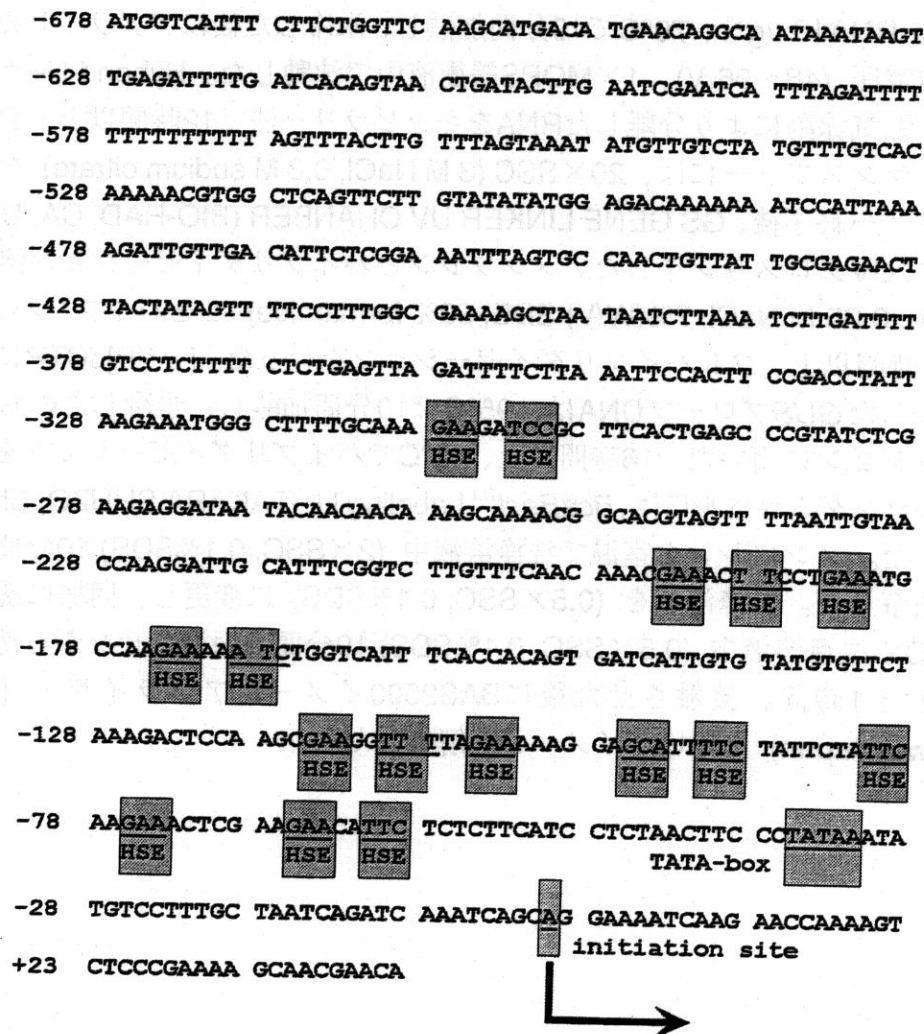 -678 ATGGTCATTT CTTCTGGTTC AAGCATGACA TGAACAGGCA ATAAATAAGT
-628 TGAGATTTTG ATCACAGTAA CTGATACTTG AATCGAATCA TTTAGATTTT
-578 TTTTTTTTTT AGTTTACTTG TTTAGTAAAT ATGTTGTCTA TGTTTGTCAC
-528 AAAAACGTGG CTCAGTTCTT GTATATATGG AGACAAAAAA ATCCATTAAA
-478 AGATTGTTGA CATTCTCGGA AATTTAGTGC CAACTGTTAT TGCGAGAACT
-428 TACTATAGTT TTCCTTTGGC GAAAAGCTAA TAATCTTAAA TCTTGATTTT
-378 GTCCTCTTTT CTCTGAGTTA GATTTTCTTA AATTCCACTT CCGACCTATT
-328 AAGAAATGGG CTTTTGCAAA GAAGATCCGC TTCACTGAGC CCGTATCTCG
HSE HSE
-278 AAGAGGATAA TACAACAACA AAGCAAAACG GCACGTAGTT TTAATTGTAA
-228 CCAAGGATTG CATTTCGGTC TTGTTTCAAC AAACGAAACT TCCTGAAATG
HSE HSE HSE
-178 CCAAGAAAAA TCTGGTCATT TCACCACAGT GATCATTGTG TATGTGTTCT
HSE HSE
-128 AAAGACTCCA AGCGAAGGTT TTAGAAAAAG GAGCATTTTC TATTCTATTC
HSE HSE HSE HSE HSE HSE
-78 AAGAAACTCG AAGAACATTC TCTCTTCATC CTCTAACTTC CCTATAAATA
HSE HSE HSE TATA-box
-28 TGTCCTTTGC TAATCAGATC AAATCAGCAG GAAAATCAAG AACCAAAAGT
initiation site
+23 CTCCCGAAAA GCAACGAACA